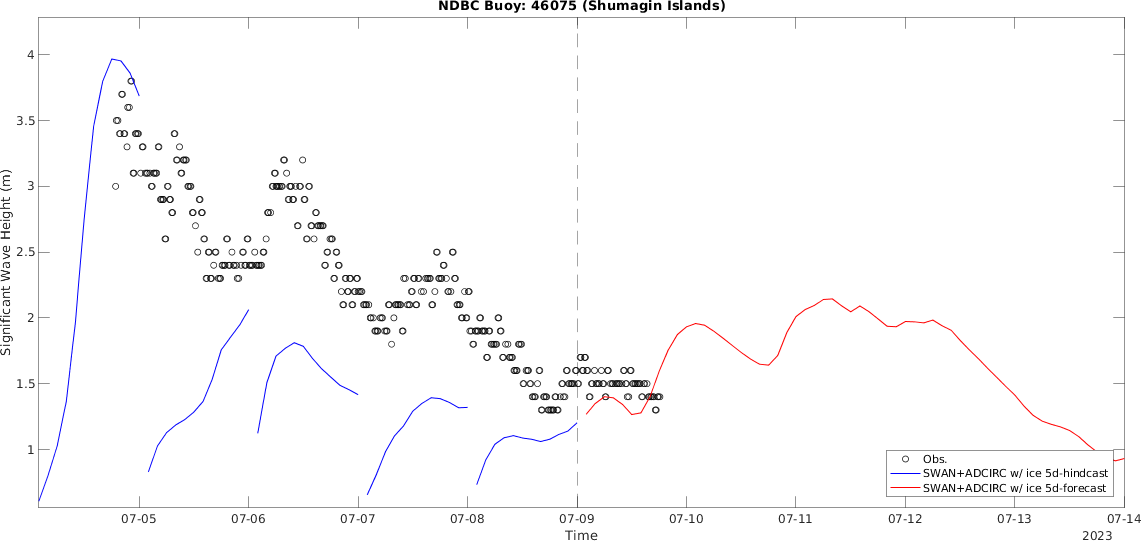 NDBC Buoy: 46075 (Shumagin Islands)
Significant Wave Height (m)
4
3.5
3
2.5
2
1.5
1
Obs.
SWAN+ADCIRC w/ ice 5d-hindcast
SWAN+ADCIRC w/ ice 5d-forecast
07-05 07-06 07-07 07-08 07-09 07-10 07-11 07-12 07-13 07-14
Time
2023